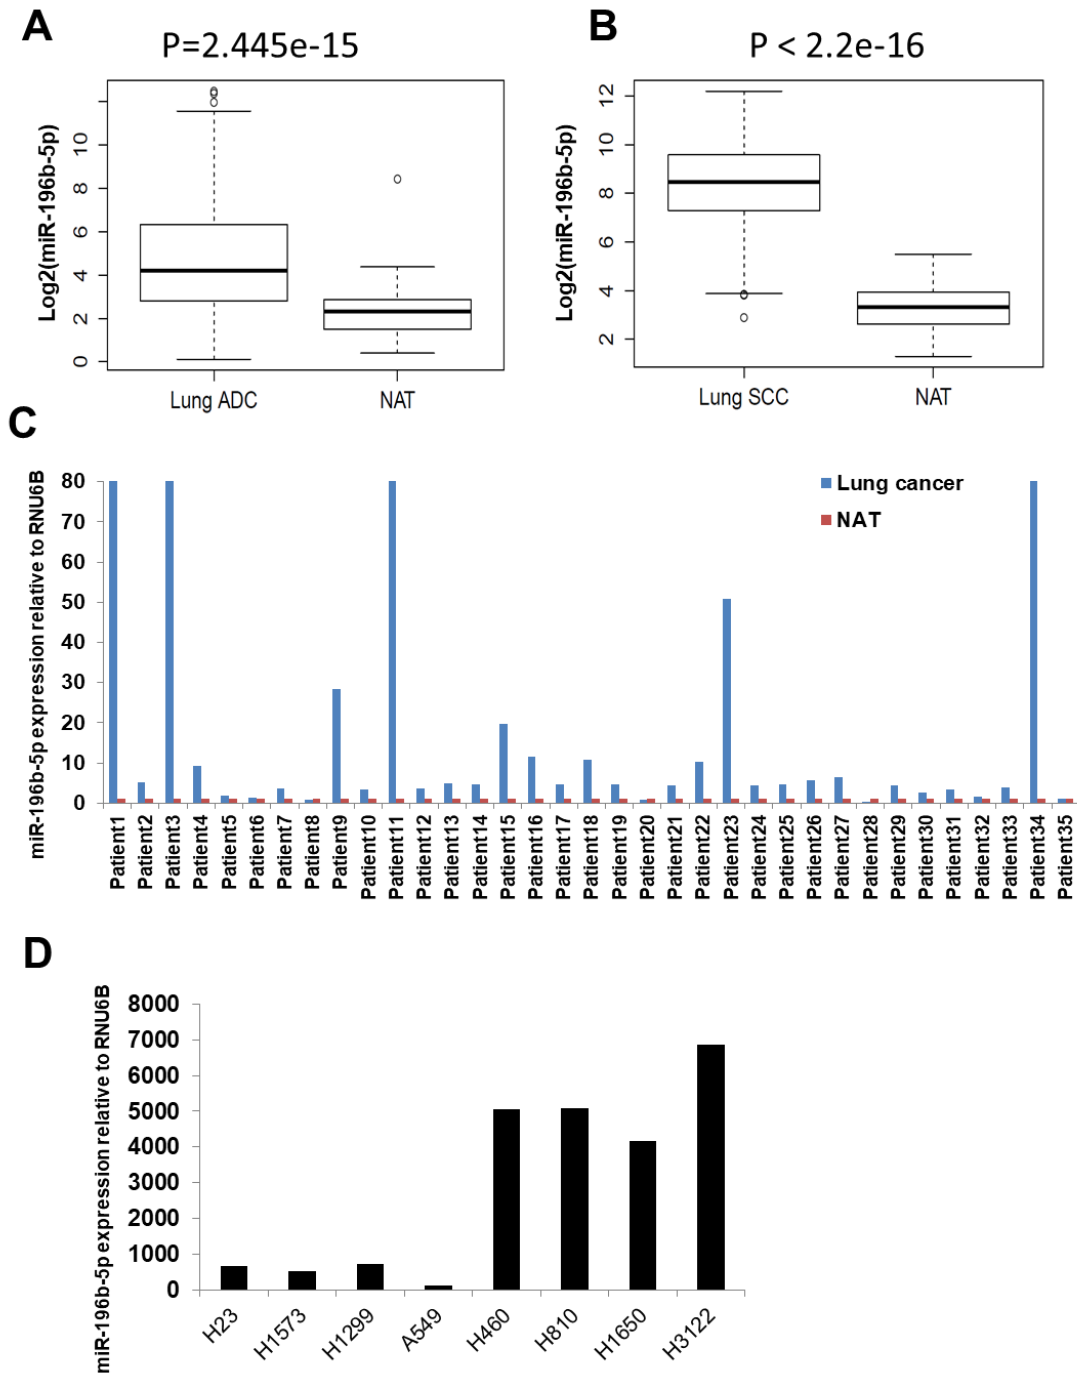 A
P=2.445e-15
Log2(miR-196b-5p)
10
8
6
4
2
0
Lung ADC
NAT
B
P < 2.2e-16
Log2(miR-196b-5p)
12
10
8
6
4
2
Lung SCC
NAT
C
miR-196b-5p expression relative to RNU6B
80
70
60
50
40
30
20
10
0
Lung cancer
NAT
Patient1
Patient2
Patient3
Patient4
Patient5
Patient6
Patient7
Patient8
Patient9
Patient10
Patient11
Patient12
Patient13
Patient14
Patient15
Patient16
Patient17
Patient18
Patient19
Patient20
Patient21
Patient22
Patient23
Patient24
Patient25
Patient26
Patient27
Patient28
Patient29
Patient30
Patient31
Patient32
Patient33
Patient34
Patient35
D
miR-196b-5p expression relative to RNU6B
8000
7000
6000
5000
4000
3000
2000
1000
0
H23
H1573
H1299
A549
H460
H810
H1650
H3122